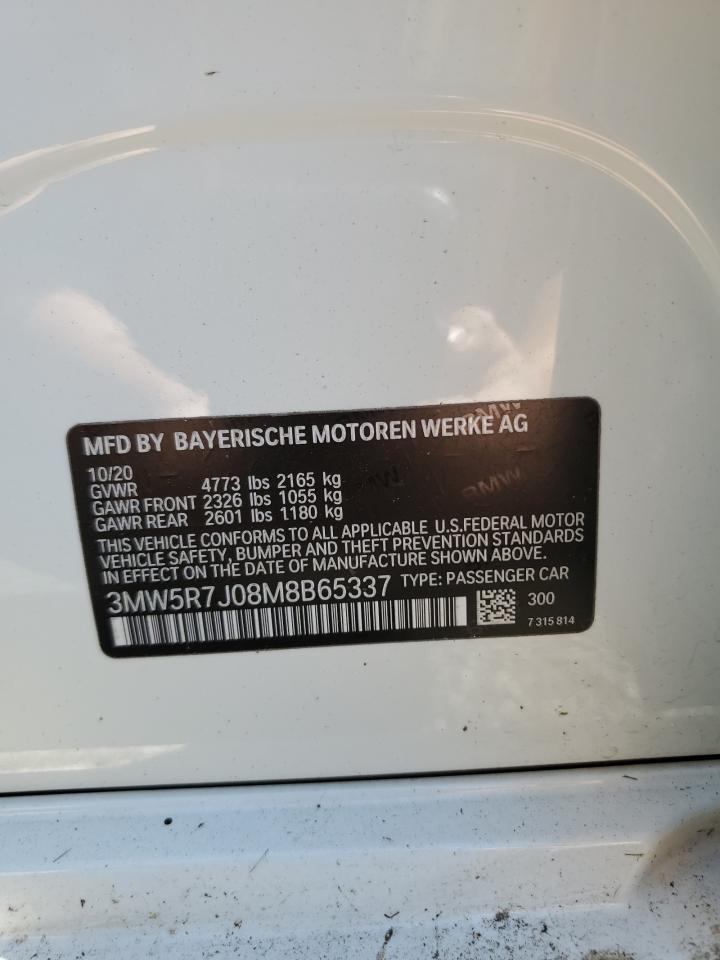 MFD BY BAYERISCHE MOTOREN WERKE AG
10/20
GVWR 4773 lbs 2165 kg
GAWR FRONT 2326 lbs 1055 kg
GAWR REAR 2601 lbs 1180 kg
THIS VEHICLE CONFORMS TO ALL APPLICABLE U.S.FEDERAL MOTOR
VEHICLE SAFETY, BUMPER AND THEFT PREVENTION STANDARDS
IN EFFECT ON THE DATE OF MANUFACTURE SHOWN ABOVE.
3MW5R7J08M8B65337 TYPE: PASSENGER CAR
300
7 315 814
BMW
BMW